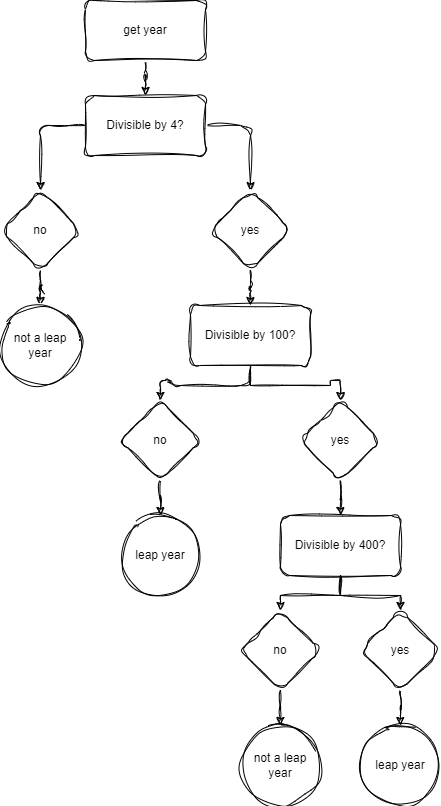 get year
Divisible by 4?
no
yes
not a leap
year
Divisible by 100?
no
yes
leap year
Divisible by 400?
no
yes
not a leap
year
leap year